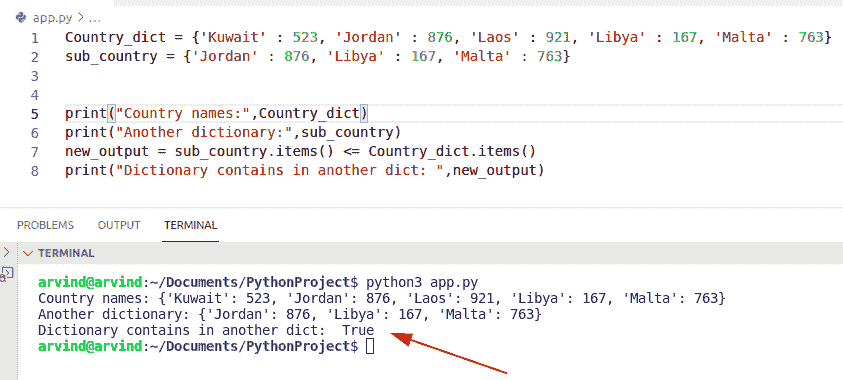 app.py > ...
1 Country_dict = {'Kuwait' : 523, 'Jordan' : 876, 'Laos' : 921, 'Libya' : 167, 'Malta' : 763}
2 sub_country = {'Jordan' : 876, 'Libya' : 167, 'Malta' : 763}
3
4
5 print("Country names:",Country_dict)
6 print("Another dictionary:",sub_country)
7 new_output = sub_country.items() <= Country_dict.items()
8 print("Dictionary contains in another dict: ",new_output)
PROBLEMS OUTPUT TERMINAL
TERMINAL
arvind@arvind:~/Documents/PythonProject$ python3 app.py
Country names: {'Kuwait': 523, 'Jordan': 876, 'Laos': 921, 'Libya': 167, 'Malta': 763}
Another dictionary: {'Jordan': 876, 'Libya': 167, 'Malta': 763}
Dictionary contains in another dict:  True
arvind@arvind:~/Documents/PythonProject$